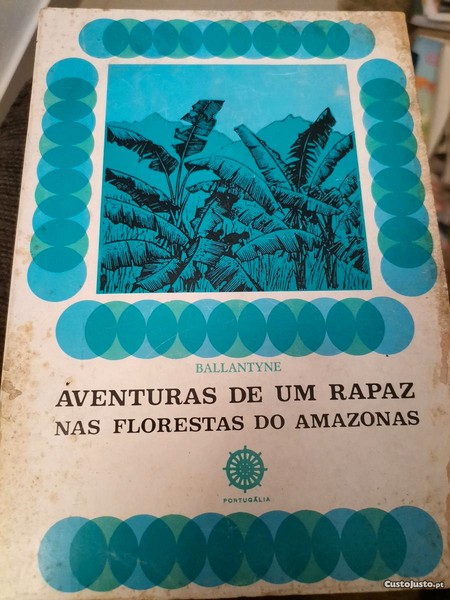 BALLANTYNE
AVENTURAS DE UM RAPAZ
NAS FLORESTAS DO AMAZONAS
PORTUGÁLIA
CustoJusto.pt